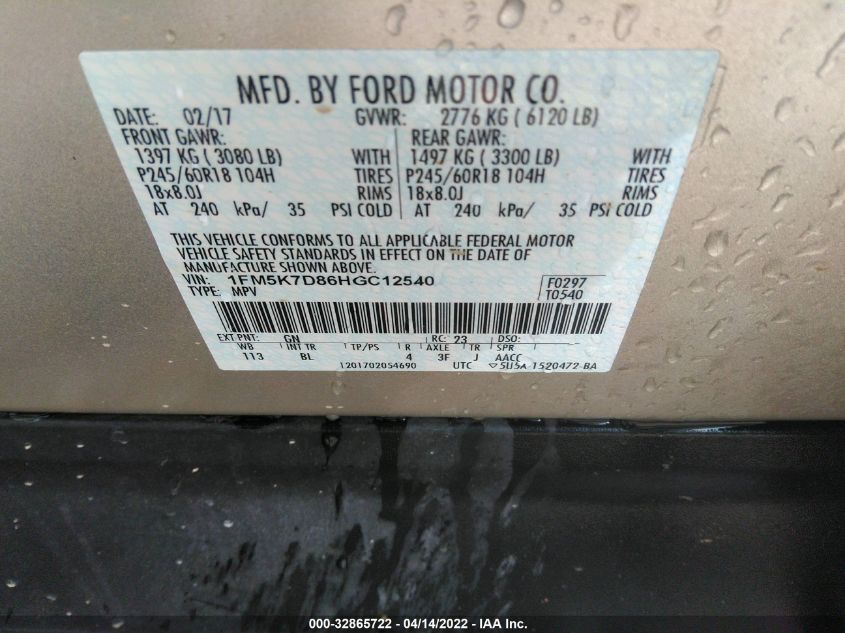 MFD. BY FORD MOTOR CO.
DATE: 02/17 GVWR: 2776 KG ( 6120 LB)
FRONT GAWR: REAR GAWR:
1397 KG ( 3080 LB) WITH 1497 KG ( 3300 LB) WITH
P245/60R18 104H TIRES P245/60R18 104H TIRES
18x8.0J RIMS 18x8.0J RIMS
AT 240 kPa/ 35 PSI COLD AT 240 kPa/ 35 PSI COLD
THIS VEHICLE CONFORMS TO ALL APPLICABLE FEDERAL MOTOR
VEHICLE SAFETY STANDARDS IN EFFECT ON THE DATE OF
MANUFACTURE SHOWN ABOVE.
VIN: 1FM5K7D86HGC12540 F0297
TYPE: MPV T0540
EXT PNT: GN RC: 23 DSO:
WB INT TR TP/PS R AXLE TR SPR
113 BL 4 3F J AACC
1201702054690 UTC ▽5U5A 1520472 BA
000-32865722 - 04/14/2022 - IAA Inc.